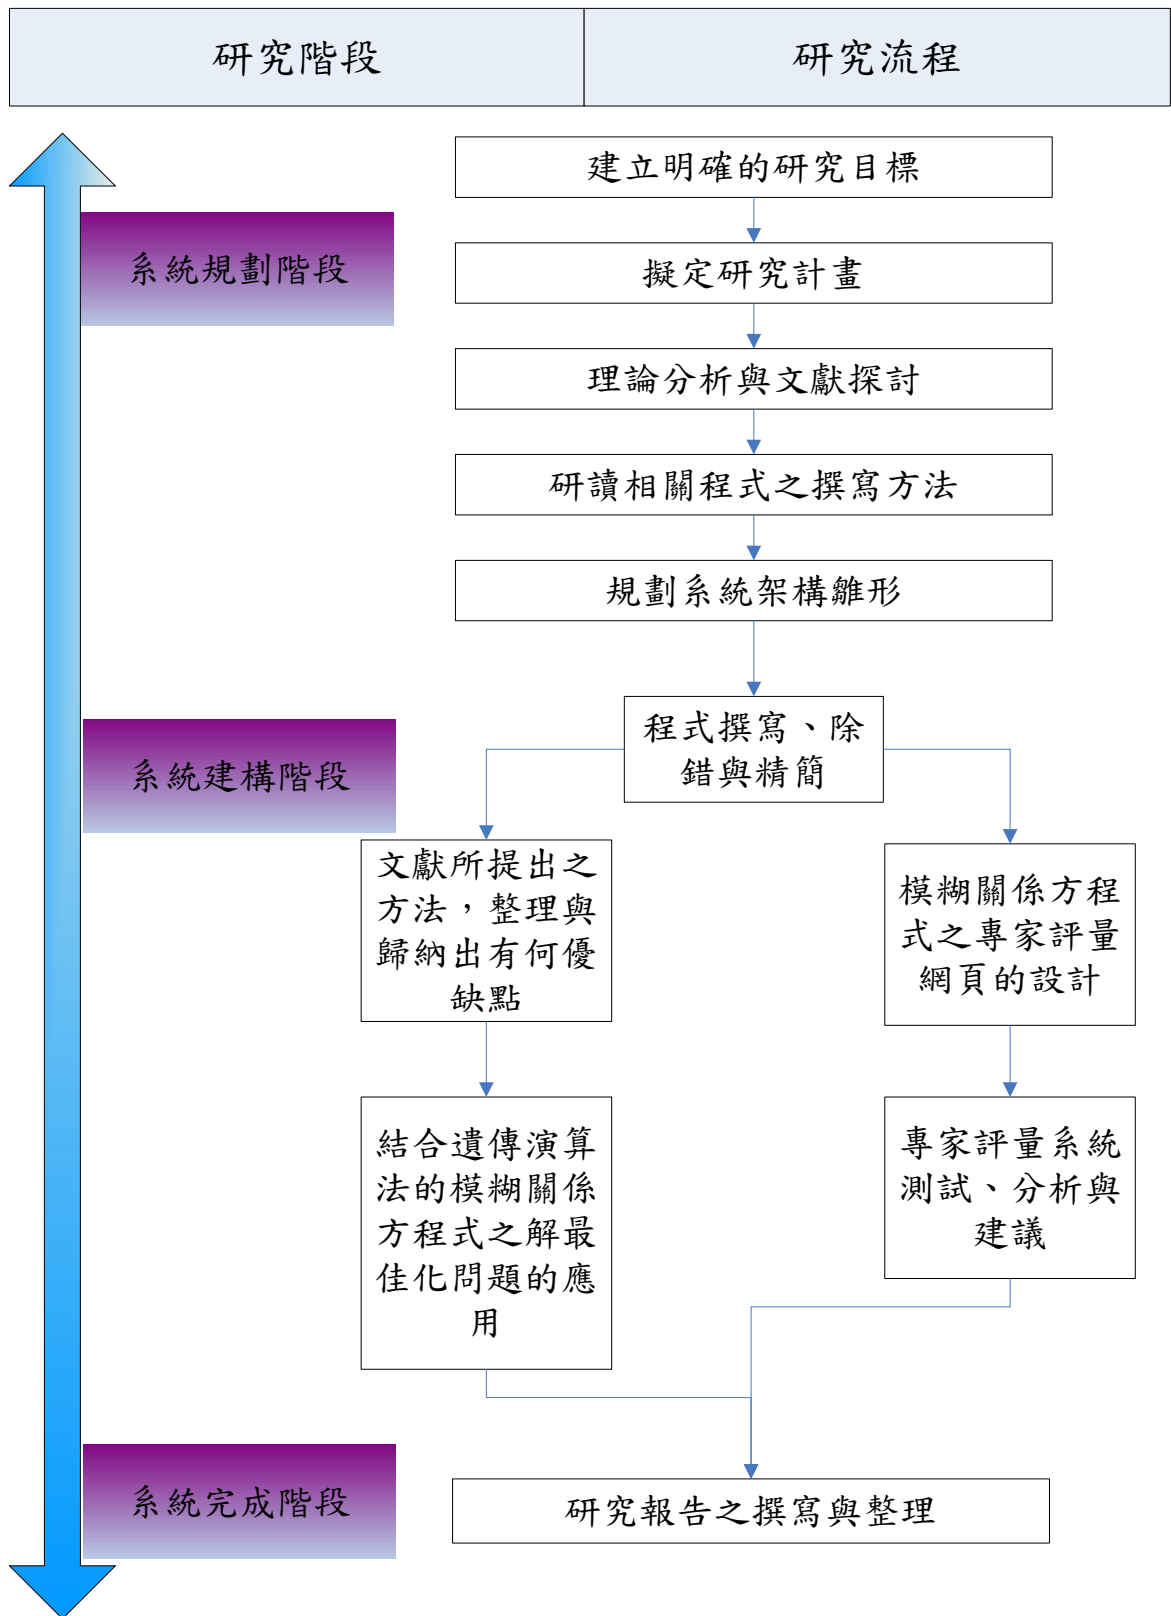 研究階段
研究流程
建立明確的研究目標
系統規劃階段
擬定研究計畫
理論分析與文獻探討
研讀相關程式之撰寫方法
規劃系統架構雛形
程式撰寫、除
錯與精簡
系統建構階段
文獻所提出之
方法，整理與
歸納出有何優
缺點
模糊關係方程
式之專家評量
網頁的設計
結合遺傳演算
法的模糊關係
方程式之解最
佳化問題的應
用
專家評量系統
測試、分析與
建議
系統完成階段
研究報告之撰寫與整理